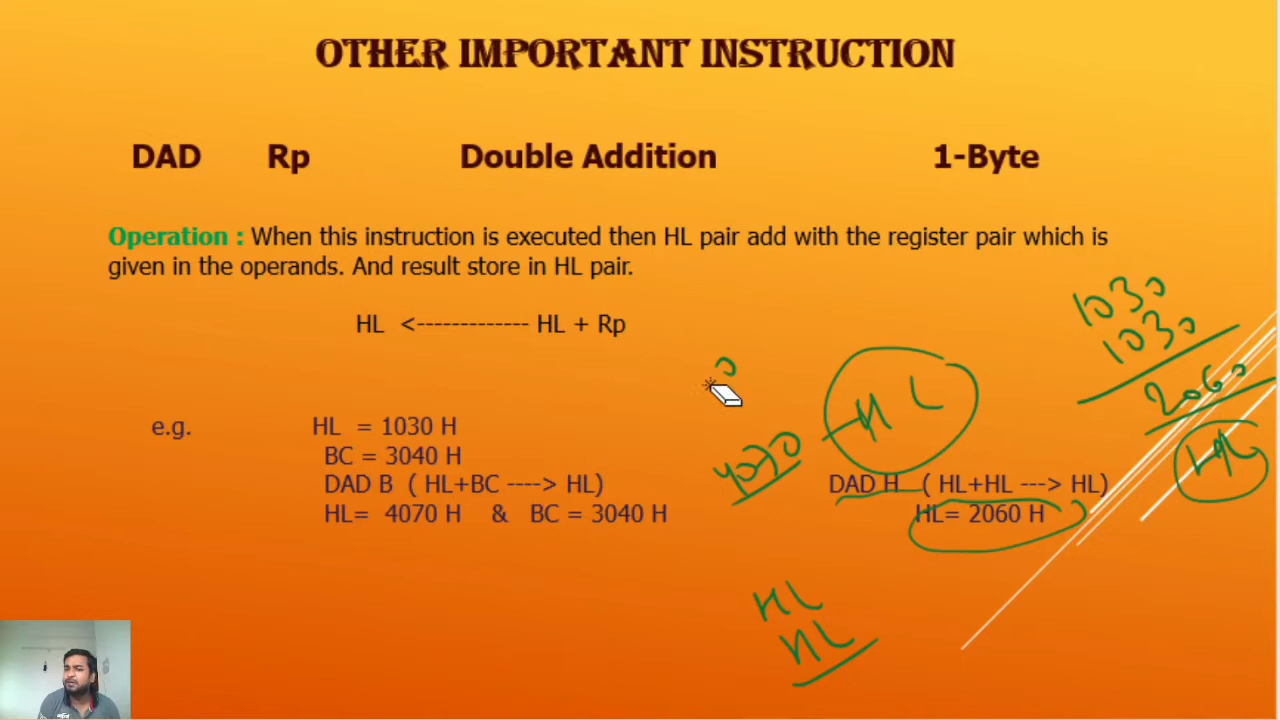 OTHER IMPORTANT INSTRUCTION
DAD Rp Double Addition 1-Byte
Operation : When this instruction is executed then HL pair add with the register pair which is
given in the operands. And result store in HL pair.
HL <------------- HL + Rp
1030
1030
2060
HL
0
HL
4070
e.g. HL = 1030 H
BC = 3040 H
DAD B ( HL+BC ----> HL)
HL= 4070 H & BC = 3040 H
DAD H ( HL+HL ---> HL)
HL= 2060 H
HL
HL